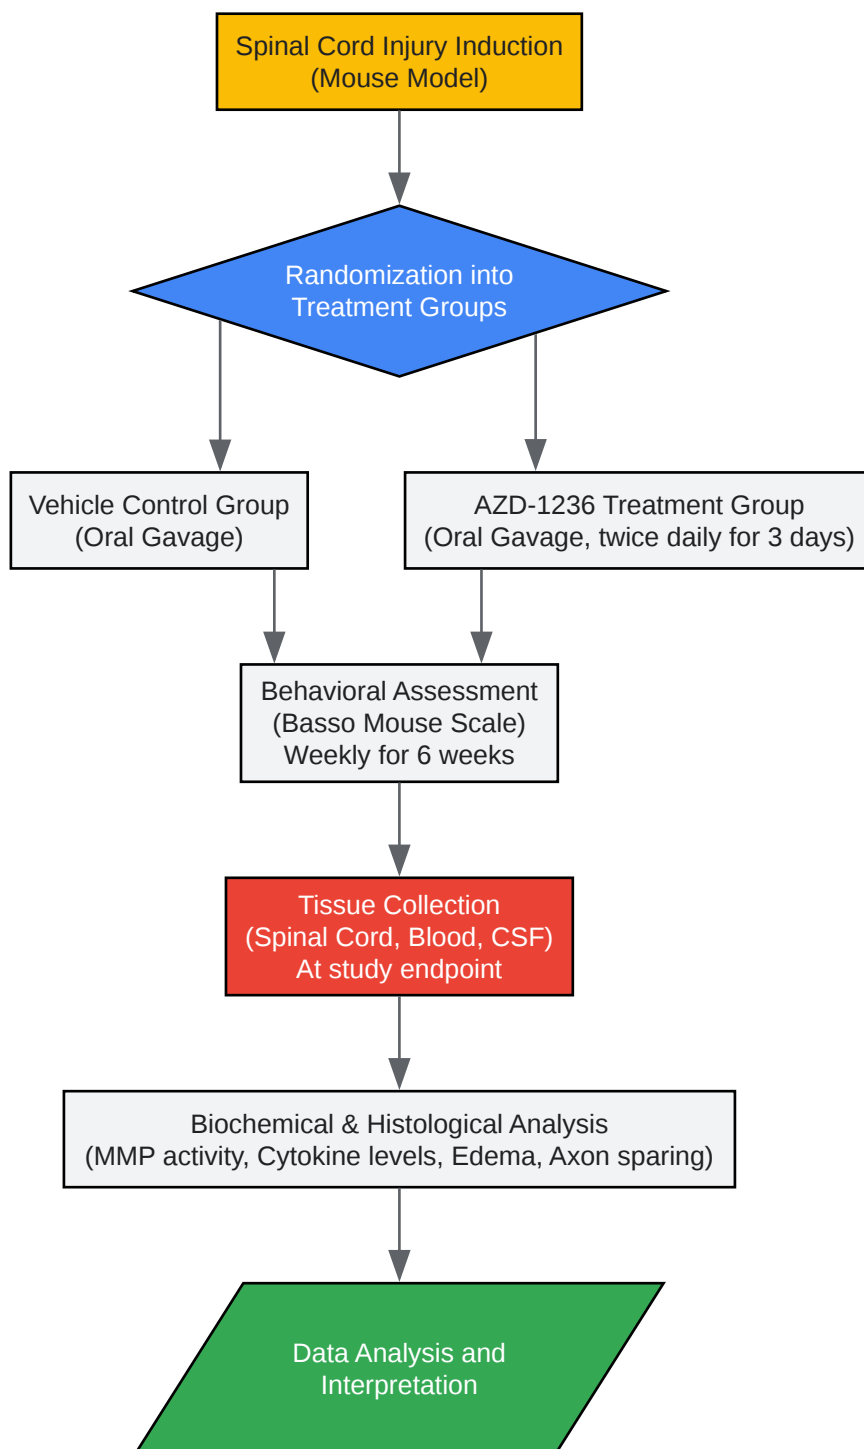 Spinal Cord Injury Induction
(Mouse Model)
Randomization into
Treatment Groups
Vehicle Control Group
(Oral Gavage)
AZD-1236 Treatment Group
(Oral Gavage, twice daily for 3 days)
Behavioral Assessment
(Basso Mouse Scale)
Weekly for 6 weeks
Tissue Collection
(Spinal Cord, Blood, CSF)
At study endpoint
Biochemical & Histological Analysis
(MMP activity, Cytokine levels, Edema, Axon sparing)
Data Analysis and
Interpretation